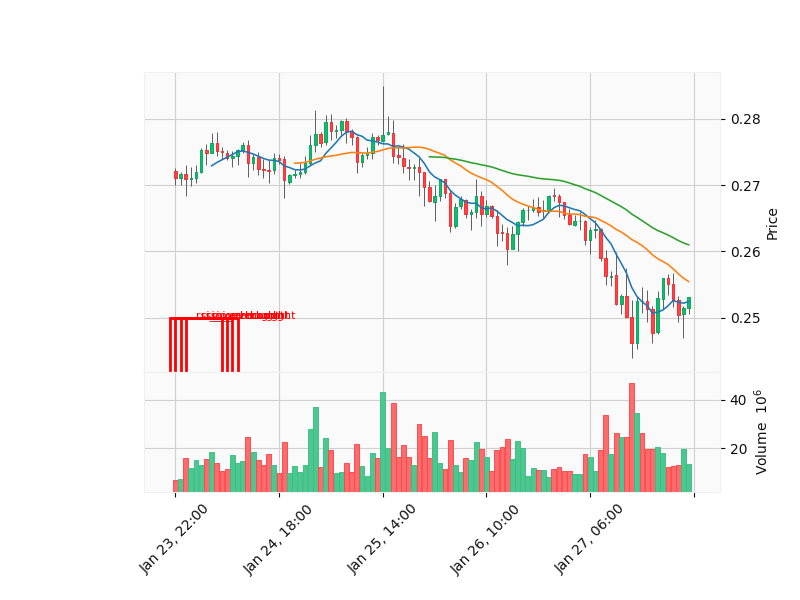 0.28
0.27
0.26
0.25
Price
40
20
Volume 10^6
Jan 23, 22:00
Jan 24, 18:00
Jan 25, 14:00
Jan 26, 10:00
Jan 27, 06:00